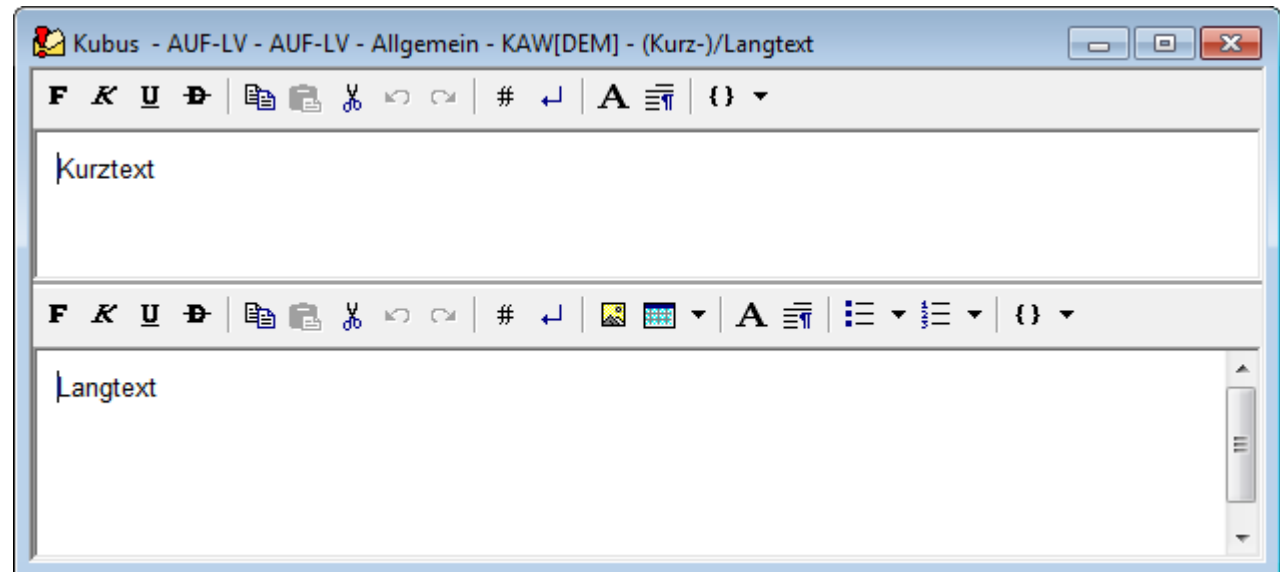 Kubus - AUF-LV - AUF-LV - Allgemein - KAW[DEM] - (Kurz-)/Langtext
F K U D # A {}
Kurztext
F K U D # A {}
Langtext